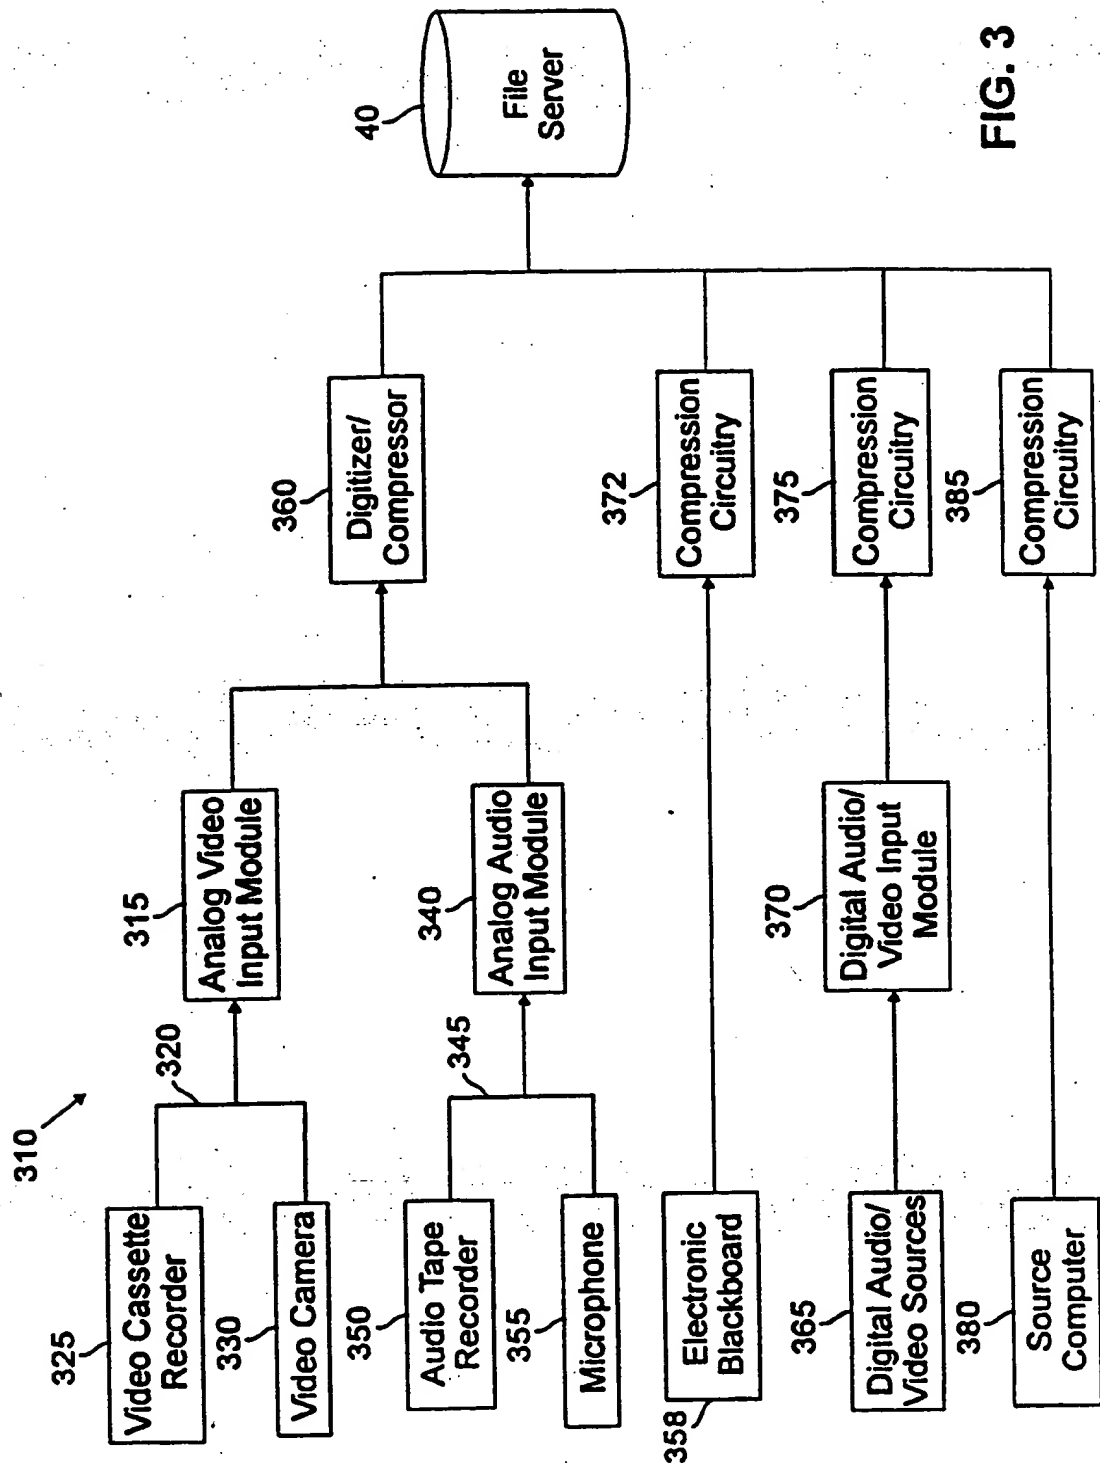 310
325
Video Cassette
Recorder
330
Video Camera
320
315
Analog Video
Input Module
350
Audio Tape
Recorder
355
Microphone
345
340
Analog Audio
Input Module
360
Digitizer/
Compressor
40
File
Server
358
Electronic
Blackboard
372
Compression
Circuitry
365
Digital Audio/
Video Sources
370
Digital Audio/
Video Input
Module
375
Compression
Circuitry
380
Source
Computer
385
Compression
Circuitry
FIG. 3